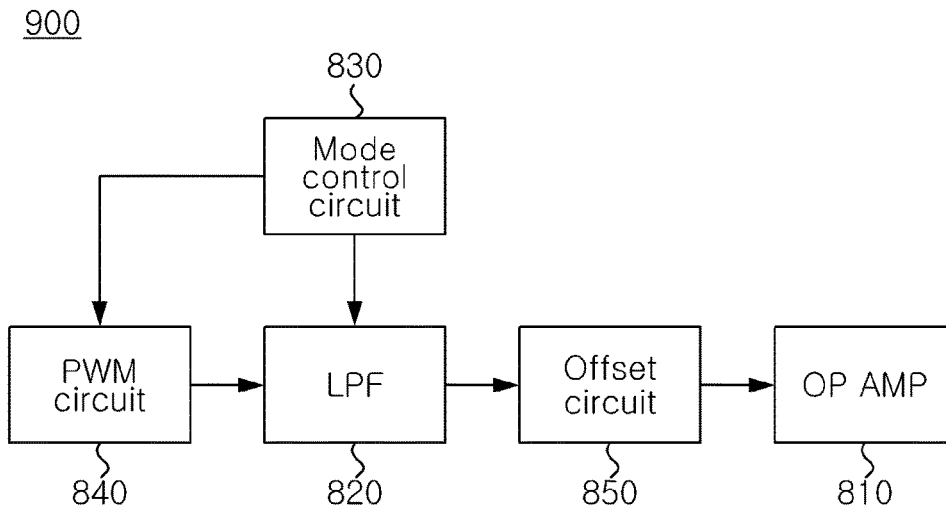 900
830
Mode
control
circuit
PWM
circuit
LPF
Offset
circuit
OP AMP
840
820
850
810